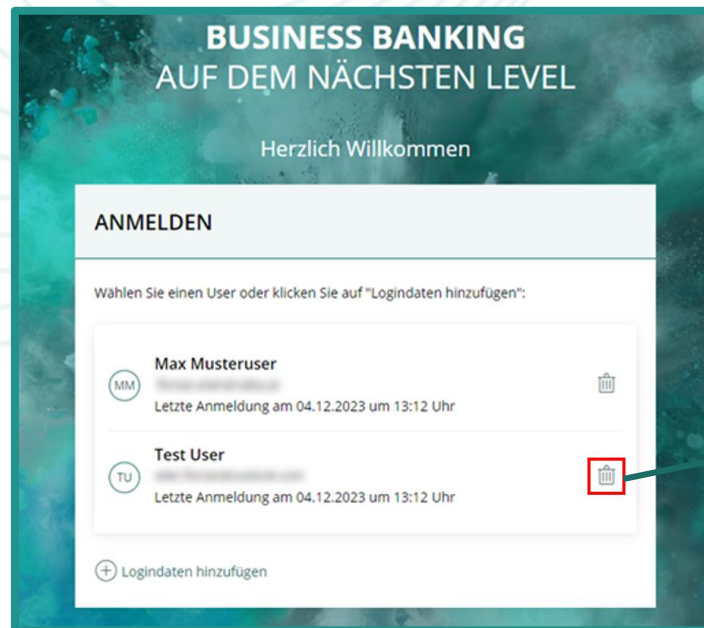 BUSINESS BANKING
AUF DEM NÄCHSTEN LEVEL
Herzlich Willkommen
ANMELDEN
Wählen Sie einen User oder klicken Sie auf "Logindaten hinzufügen":
MM
Max Musteruser
Letzte Anmeldung am 04.12.2023 um 13:12 Uhr
TU
Test User
Letzte Anmeldung am 04.12.2023 um 13:12 Uhr
Logindaten hinzufügen